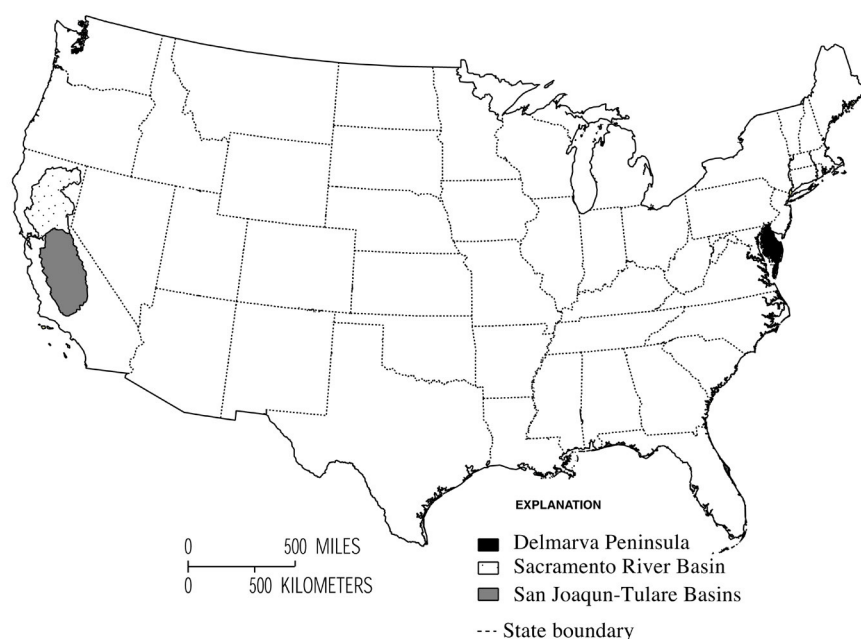 EXPLANATION
Delmarva Peninsula
Sacramento River Basin
San Joaqun-Tulare Basins
State boundary
0 500 MILES
0 500 KILOMETERS